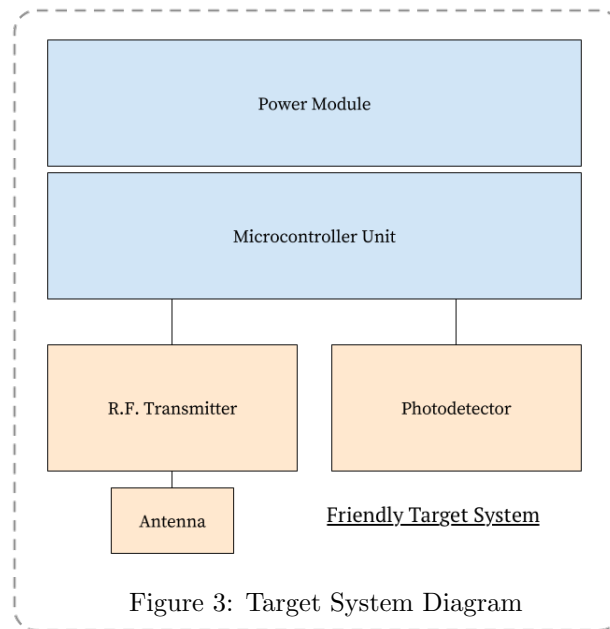 Power Module
Microcontroller Unit
R.F. Transmitter
Photodetector
Antenna
Friendly Target System
Figure 3: Target System Diagram